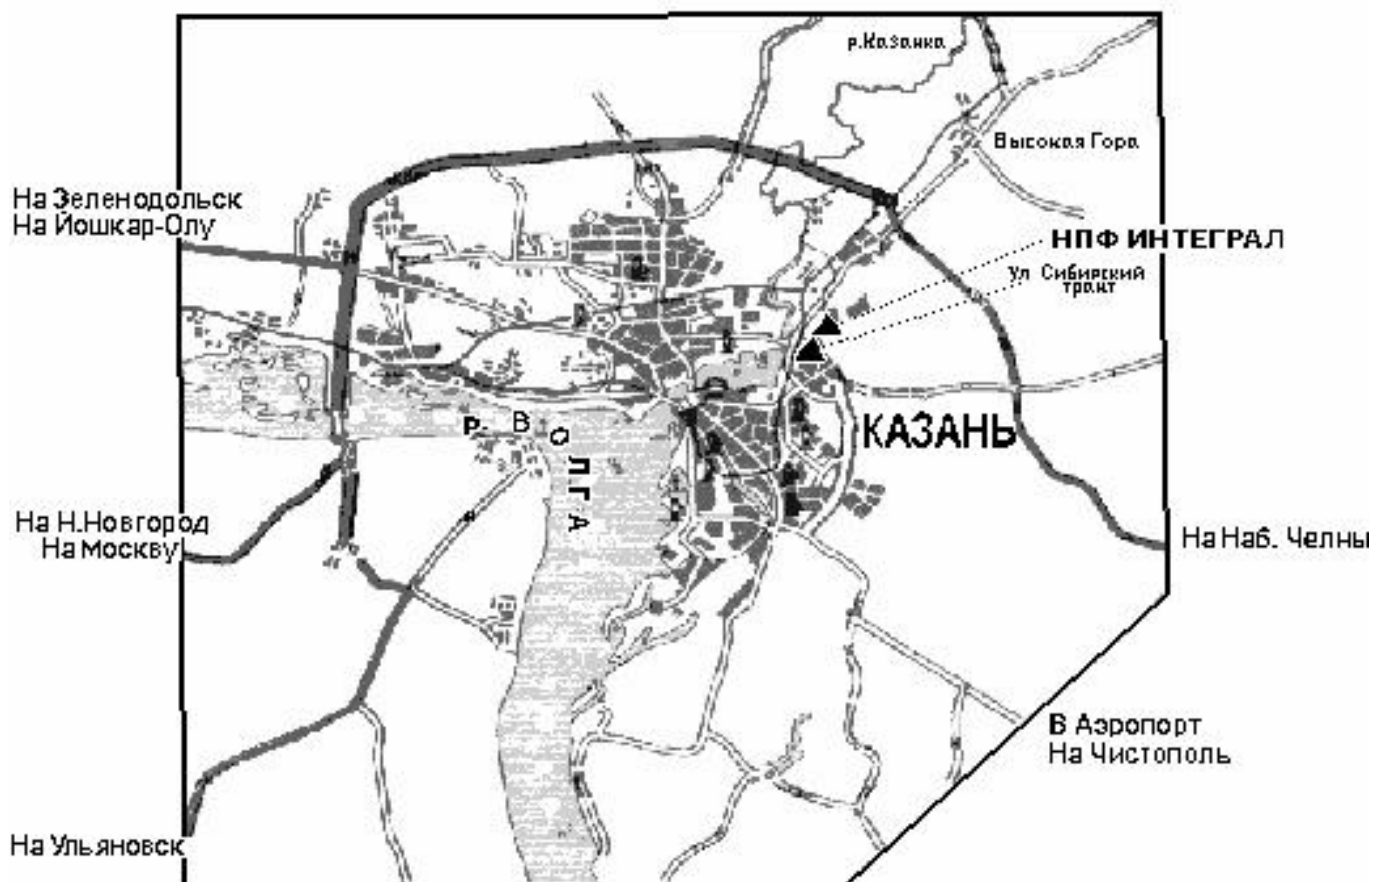 р.Казанка
Высокая Гора
На Зеленодольск
На Йошкар-Олу
НПФ ИНТЕГРАЛ
ул Сибирский
тракт
КАЗАНЬ
Р. ВОЛГА
На Н.Новгород
На москву
На Наб. Челны
В Аэропорт
На Чистополь
На Ульяновск